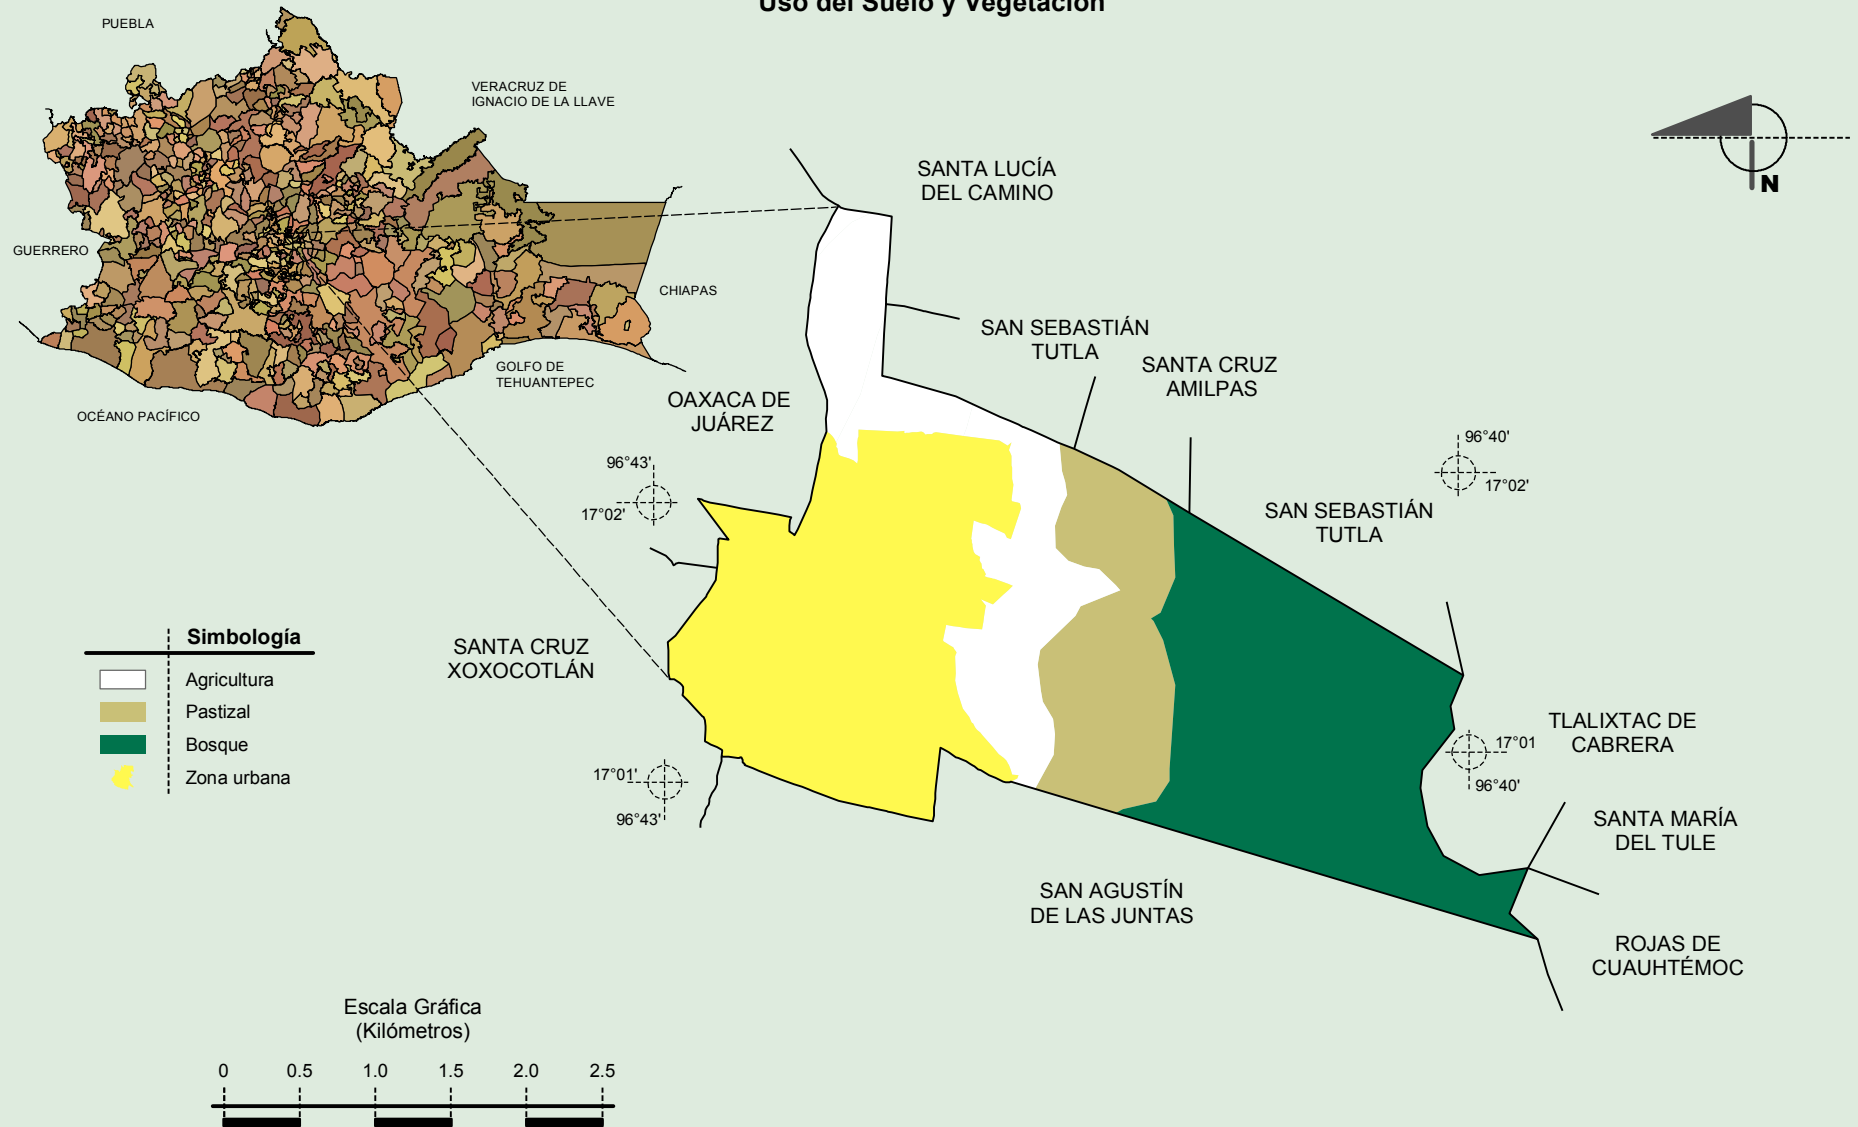 Uso del Suelo y Vegetación
PUEBLA
VERACRUZ DE
IGNACIO DE LA LLAVE
GUERRERO
CHIAPAS
GOLFO DE
TEHUANTEPEC
OCÉANO PACÍFICO
N
SANTA LUCÍA
DEL CAMINO
SAN SEBASTIÁN
TUTLA
SANTA CRUZ
AMILPAS
OAXACA DE
JUÁREZ
96°43'
17°02'
96°40'
17°02'
SAN SEBASTIÁN
TUTLA
SANTA CRUZ
XOXOCOTLÁN
Simbología
Agricultura
Pastizal
Bosque
Zona urbana
17°01'
96°43'
TLALIXTAC DE
CABRERA
17°01
96°40'
SANTA MARÍA
DEL TULE
SAN AGUSTÍN
DE LAS JUNTAS
ROJAS DE
CUAUHTÉMOC
Escala Gráfica
(Kilómetros)
0 0.5 1.0 1.5 2.0 2.5